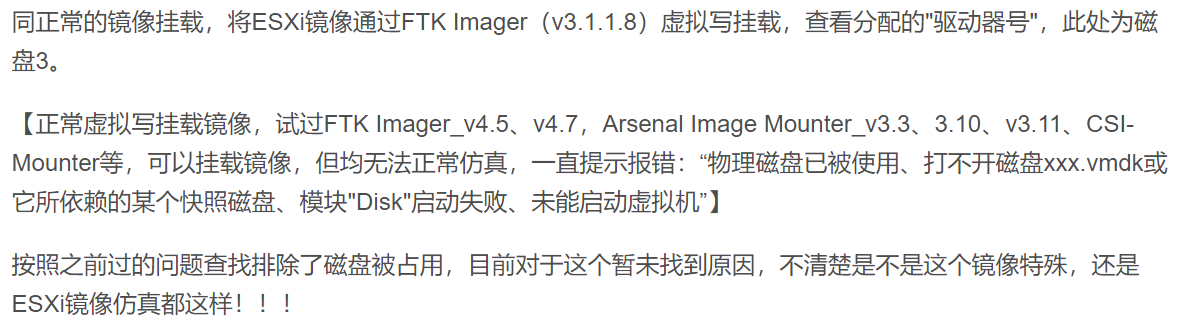 同正常的镜像挂载，将ESXi镜像通过FTK Imager（v3.1.1.8）虚拟写挂载，查看分配的"驱动器号"，此处为磁
盘3。
【正常虚拟写挂载镜像，试过FTK Imager_v4.5、v4.7，Arsenal Image Mounter_v3.3、3.10、v3.11、CSI-
Mounter等，可以挂载镜像，但均无法正常仿真，一直提示报错：“物理磁盘已被使用、打不开磁盘xxx.vmdk或
它所依赖的某个快照磁盘、模块"Disk"启动失败、未能启动虚拟机”】
按照之前过的问题查找排除了磁盘被占用，目前对于这个暂未找到原因，不清楚是不是这个镜像特殊，还是
ESXi镜像仿真都这样！！！